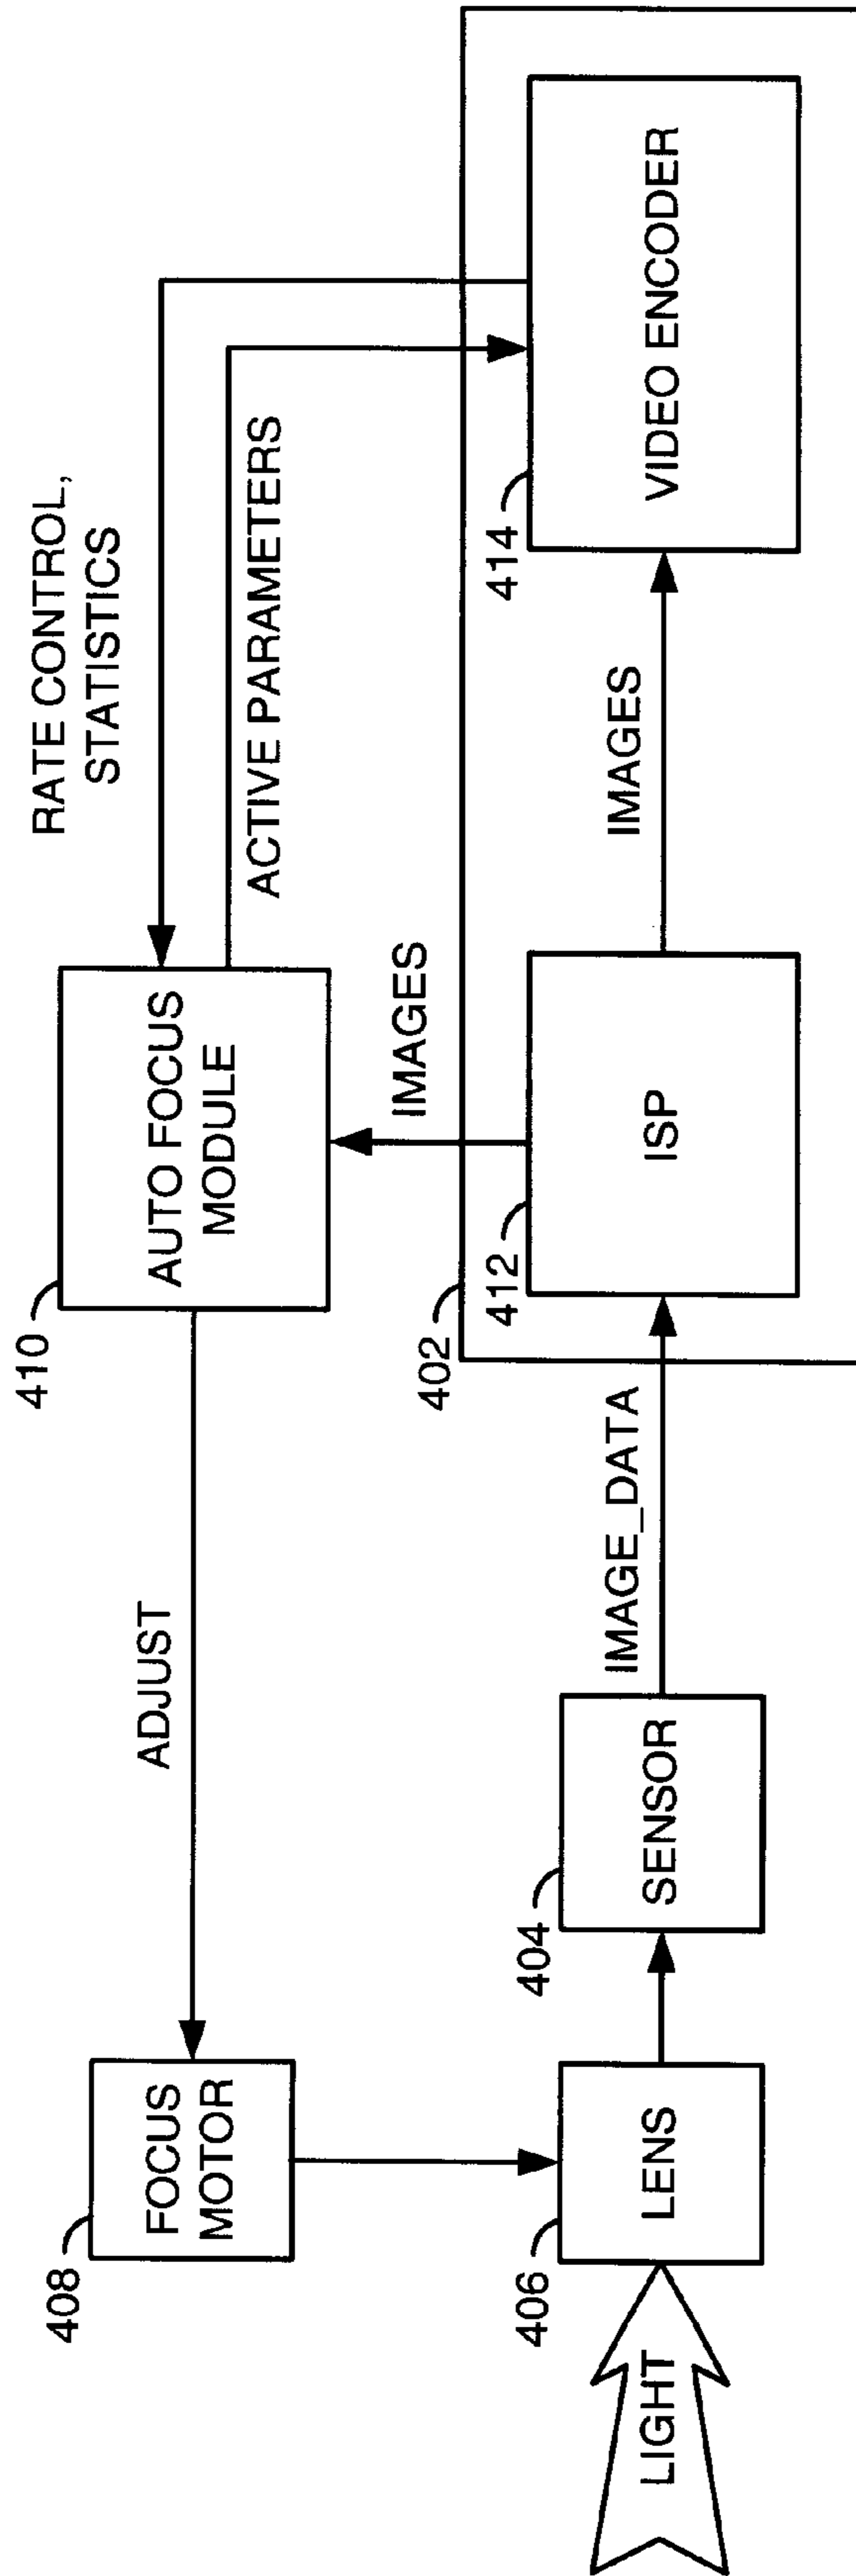 RATE CONTROL,
STATISTICS
410
AUTO FOCUS
MODULE
ADJUST
ACTIVE PARAMETERS
408
FOCUS
MOTOR
IMAGES
402
406
LENS
404
SENSOR
IMAGE_DATA
412
ISP
IMAGES
414
VIDEO ENCODER
LIGHT